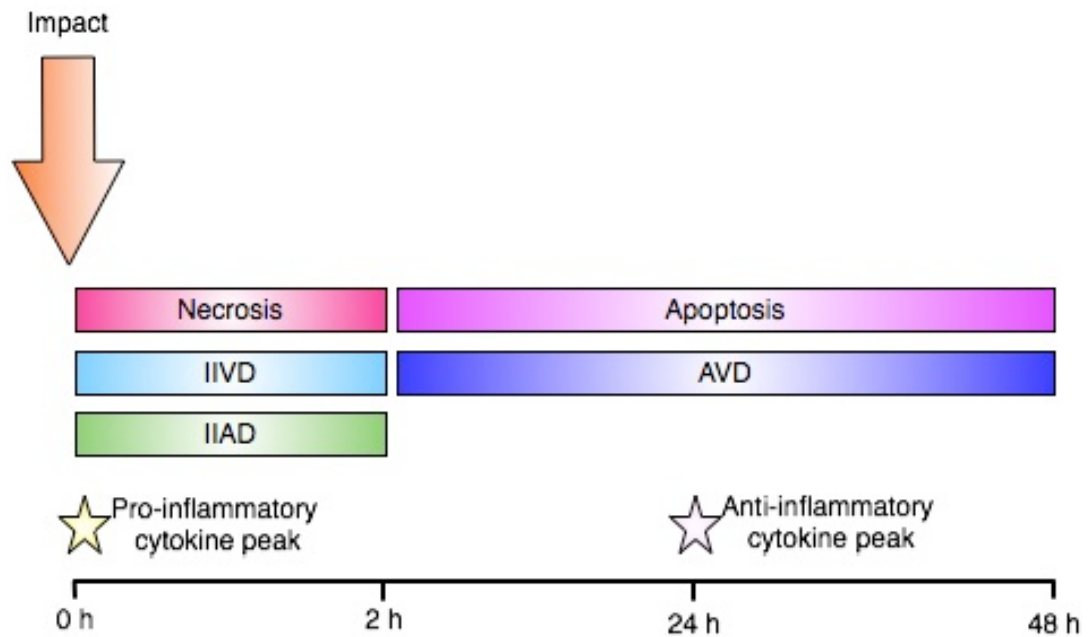 Impact
Necrosis
Apoptosis
IIVD
AVD
IIAD
Pro-inflammatory
cytokine peak
Anti-inflammatory
cytokine peak
0 h
2 h
24 h
48 h